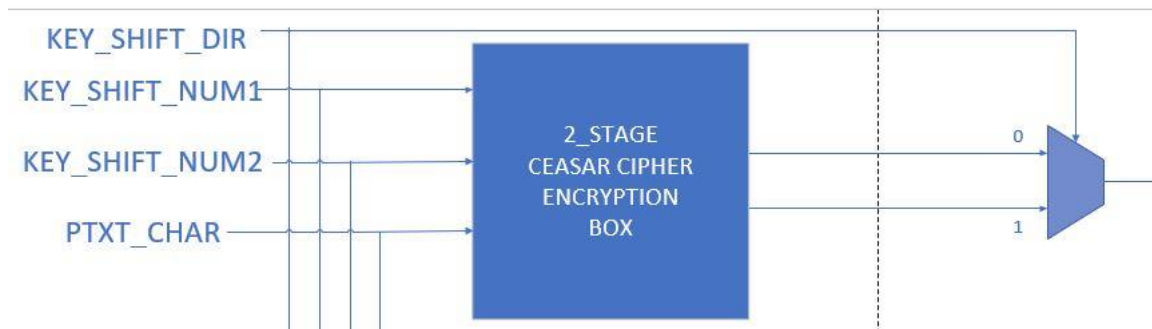 KEY_SHIFT_DIR
KEY_SHIFT_NUM1
KEY_SHIFT_NUM2
PTXT_CHAR
2_STAGE
CEASAR CIPHER
ENCRYPTION
BOX
0
1